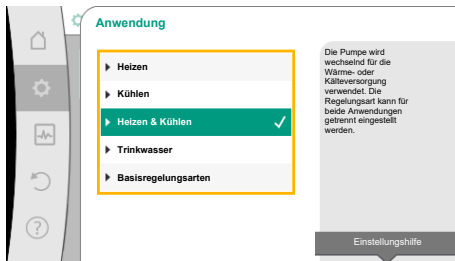 Anwendung
Heizen
Kühlen
Heizen & Kühlen
Trinkwasser
Basisregelungsarten
Die Pumpe wird
wechselnd für die
Wärme- oder
Kälteversorgung
verwendet. Die
Regelungsart kann für
beide Anwendungen
getrennt eingestellt
werden.
Einstellungshilfe